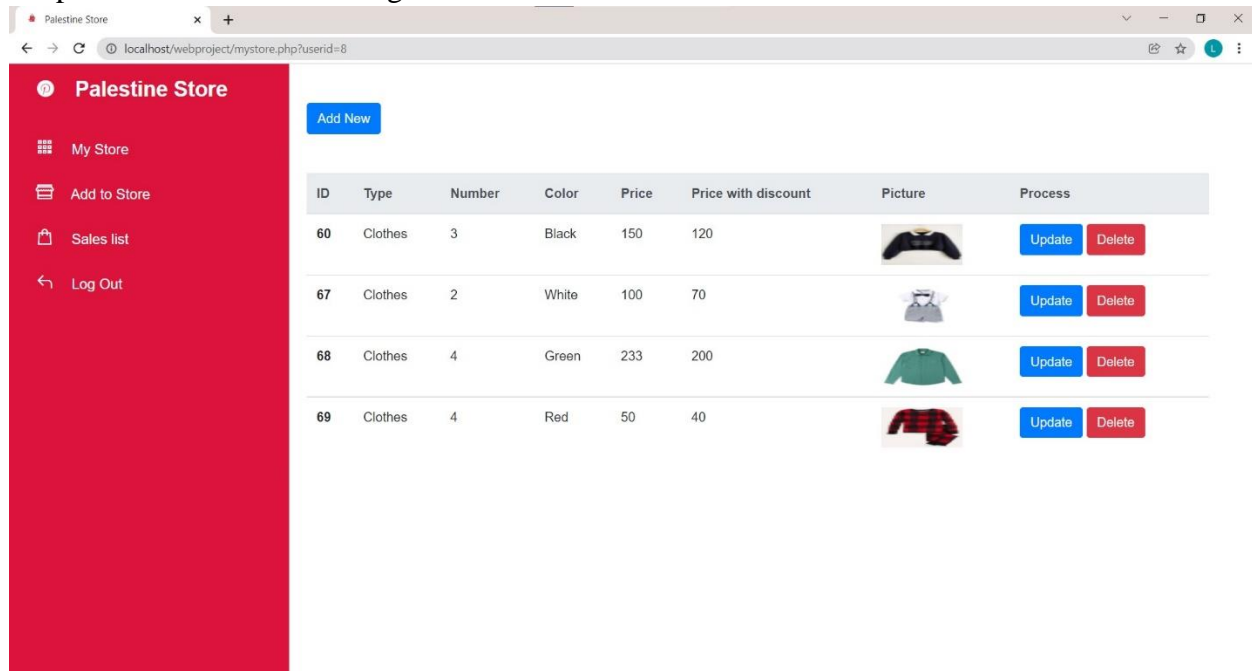 Palestine Store
localhost/webproject/mystore.php?userid=8
L
Palestine Store
My Store
Add to Store
Sales list
Log Out
Add New
ID Type Number Color Price Price with discount Picture Process
60 Clothes 3 Black 150 120 Update Delete
67 Clothes 2 White 100 70 Update Delete
68 Clothes 4 Green 233 200 Update Delete
69 Clothes 4 Red 50 40 Update Delete